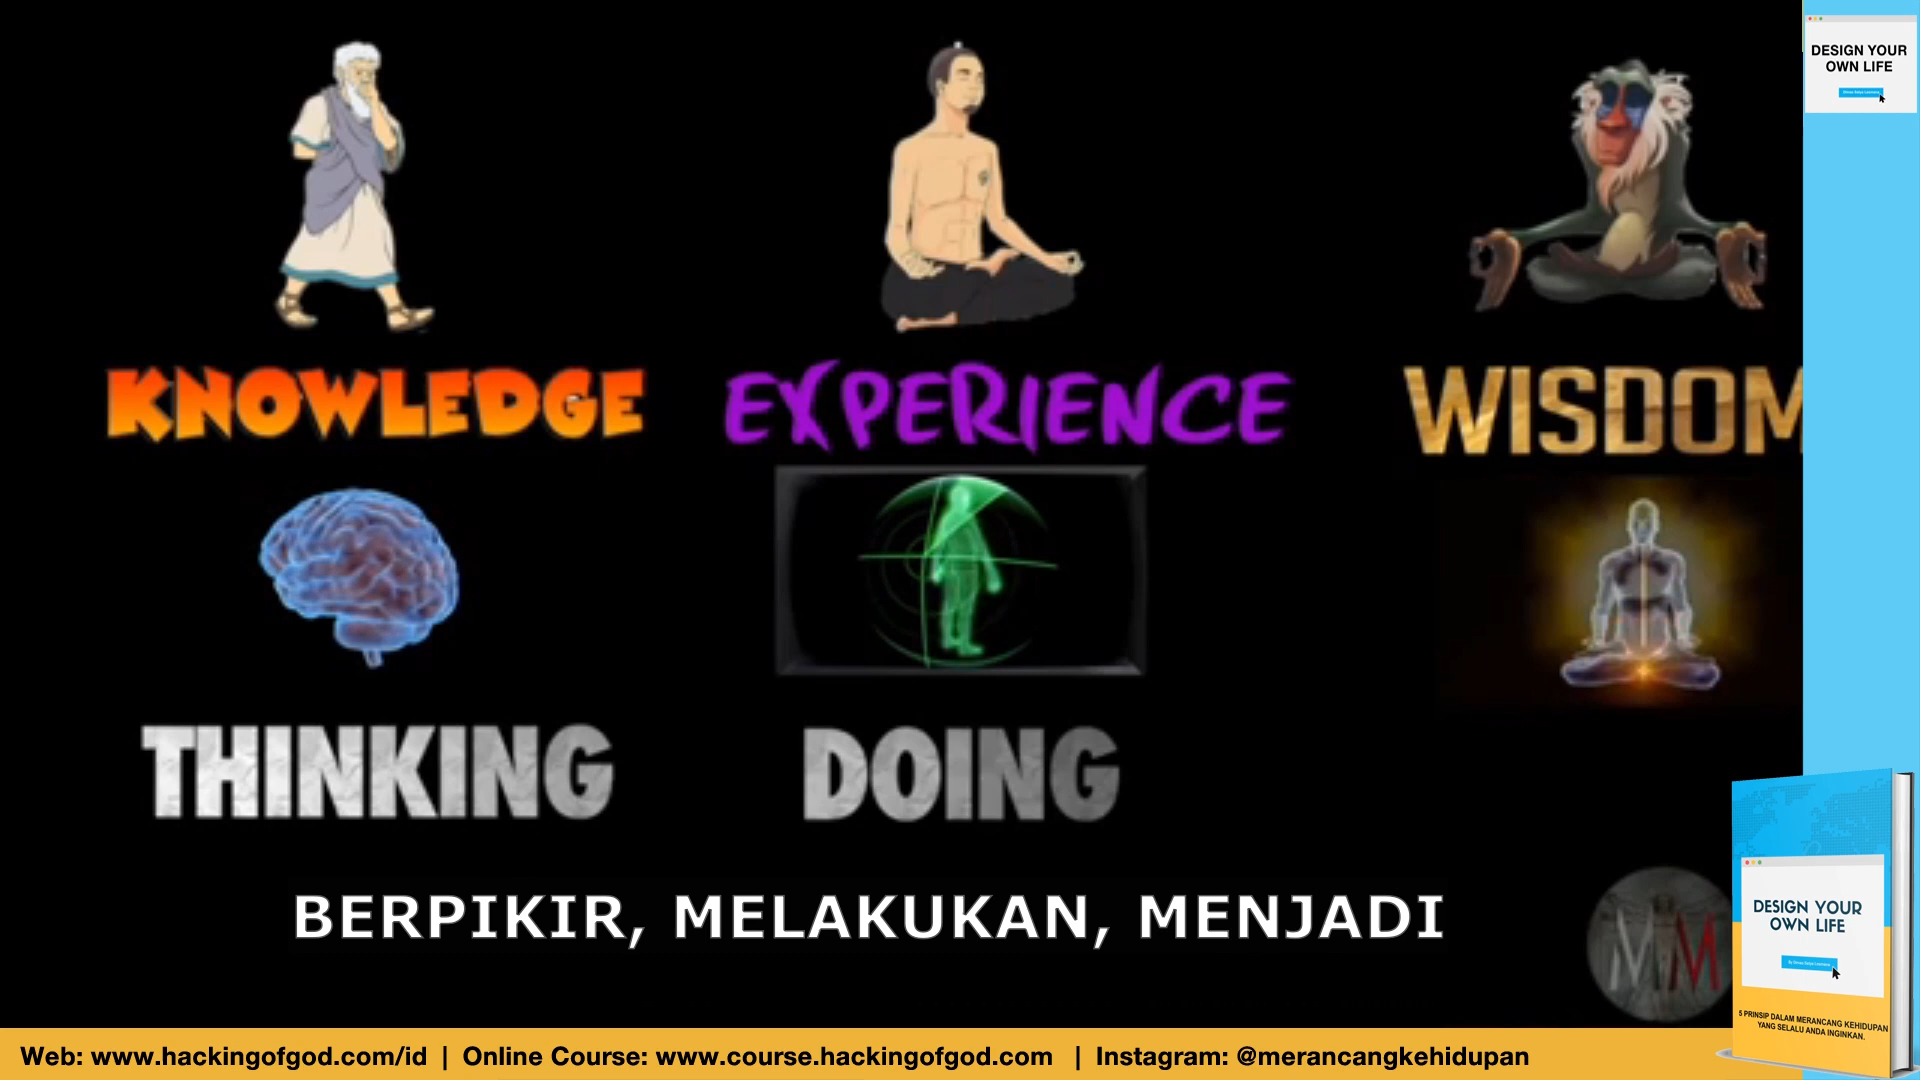 DESIGN YOUR
OWN LIFE
KNOWLEDGE
EXPERIENCE
WISDOM
THINKING
DOING
BERPIKIR, MELAKUKAN, MENJADI
MM
DESIGN YOUR
OWN LIFE
5 PRINSIP DALAM MERANCANG KEHIDUPAN
YANG SELALU ANDA INGINKAN.
Web: www.hackingofgod.com/id | Online Course: www.course.hackingofgod.com | Instagram: @merancangkehidupan